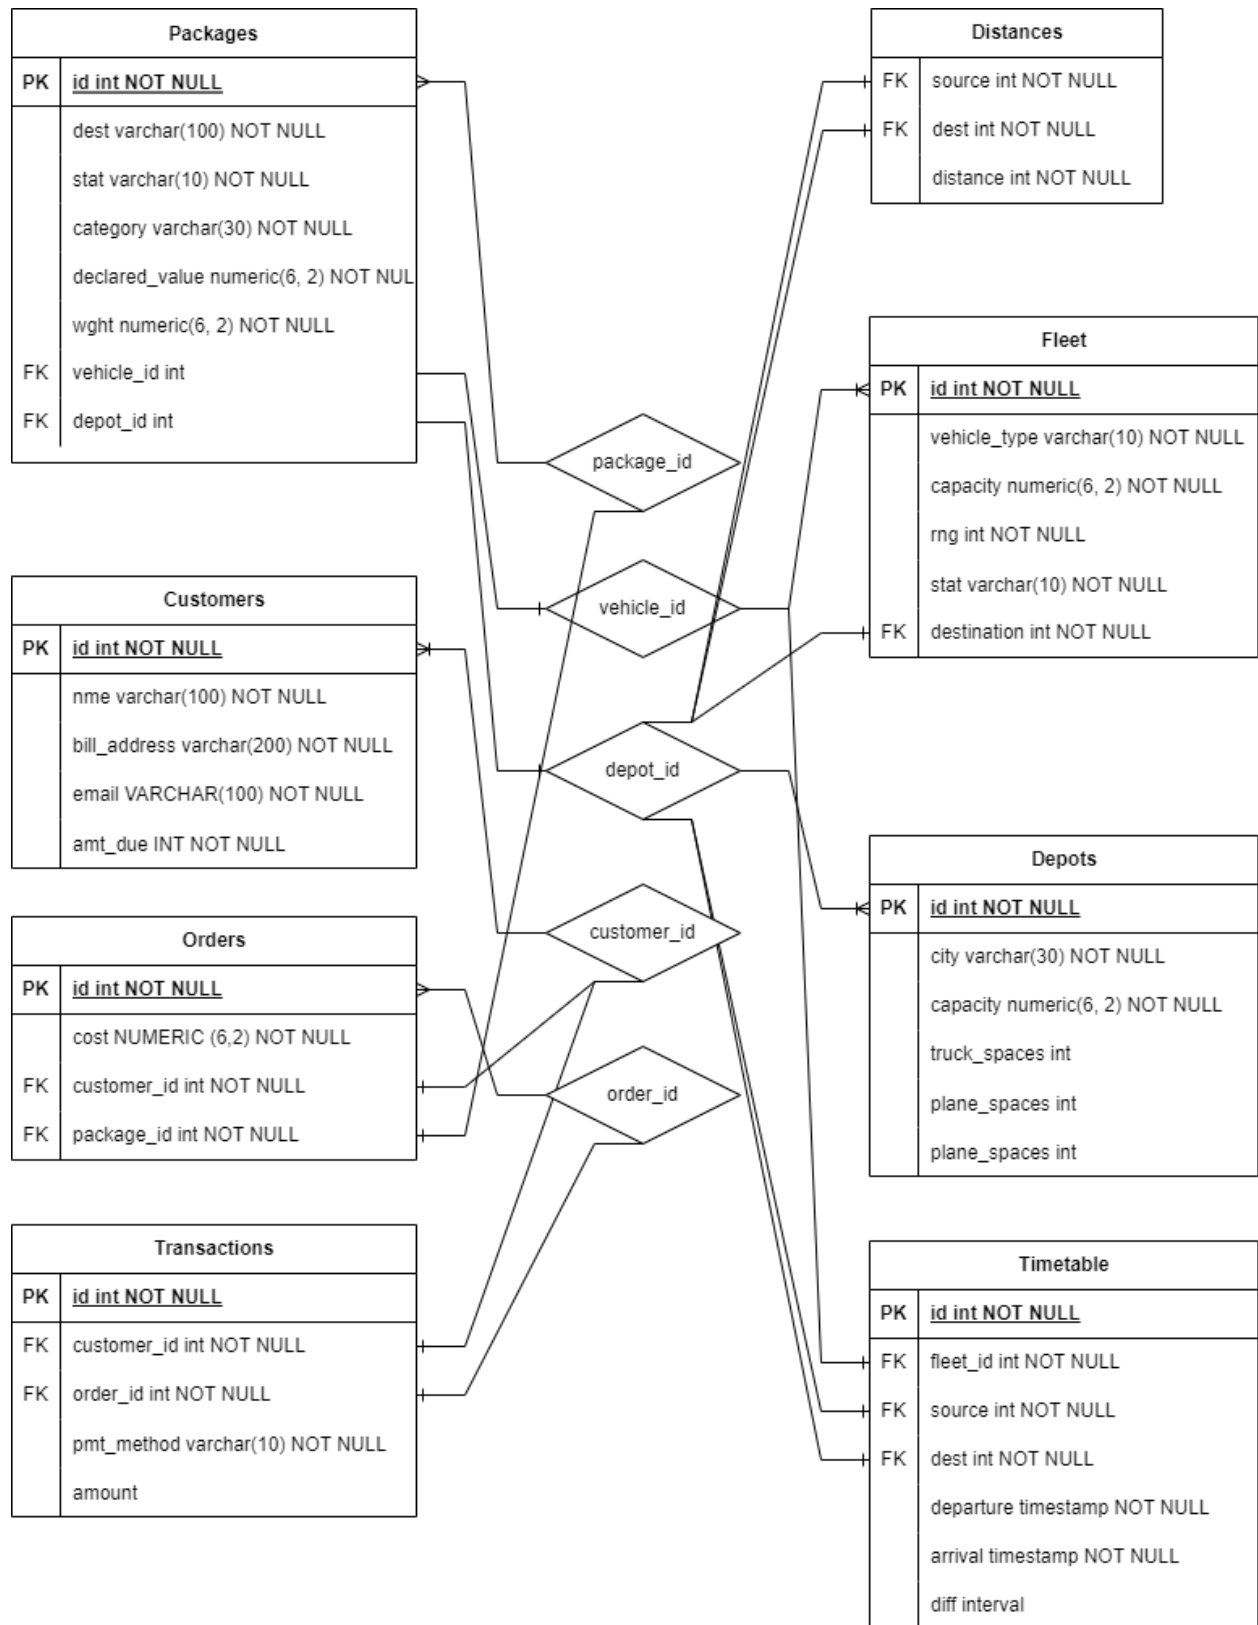 Packages
PK id int NOT NULL
dest varchar(100) NOT NULL
stat varchar(10) NOT NULL
category varchar(30) NOT NULL
declared_value numeric(6, 2) NOT NUL
wght numeric(6, 2) NOT NULL
FK vehicle_id int
FK depot_id int
Customers
PK id int NOT NULL
nme varchar(100) NOT NULL
bill_address varchar(200) NOT NULL
email VARCHAR(100) NOT NULL
amt_due INT NOT NULL
Orders
PK id int NOT NULL
cost NUMERIC (6,2) NOT NULL
FK customer_id int NOT NULL
FK package_id int NOT NULL
Transactions
PK id int NOT NULL
FK customer_id int NOT NULL
FK order_id int NOT NULL
pmt_method varchar(10) NOT NULL
amount
package_id
vehicle_id
depot_id
customer_id
order_id
Distances
FK source int NOT NULL
FK dest int NOT NULL
distance int NOT NULL
Fleet
PK id int NOT NULL
vehicle_type varchar(10) NOT NULL
capacity numeric(6, 2) NOT NULL
rng int NOT NULL
stat varchar(10) NOT NULL
FK destination int NOT NULL
Depots
PK id int NOT NULL
city varchar(30) NOT NULL
capacity numeric(6, 2) NOT NULL
truck_spaces int
plane_spaces int
plane_spaces int
Timetable
PK id int NOT NULL
FK fleet_id int NOT NULL
FK source int NOT NULL
FK dest int NOT NULL
departure timestamp NOT NULL
arrival timestamp NOT NULL
diff interval